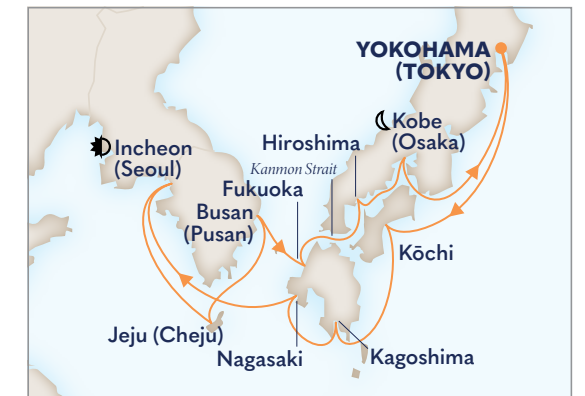 YOKOHAMA
(TOKYO)
Kobe
(Osaka)
Incheon
(Seoul)
Hiroshima
Kanmon Strait
Fukuoka
Busan
(Pusan)
Kōchi
Jeju (Cheju)
Nagasaki
Kagoshima